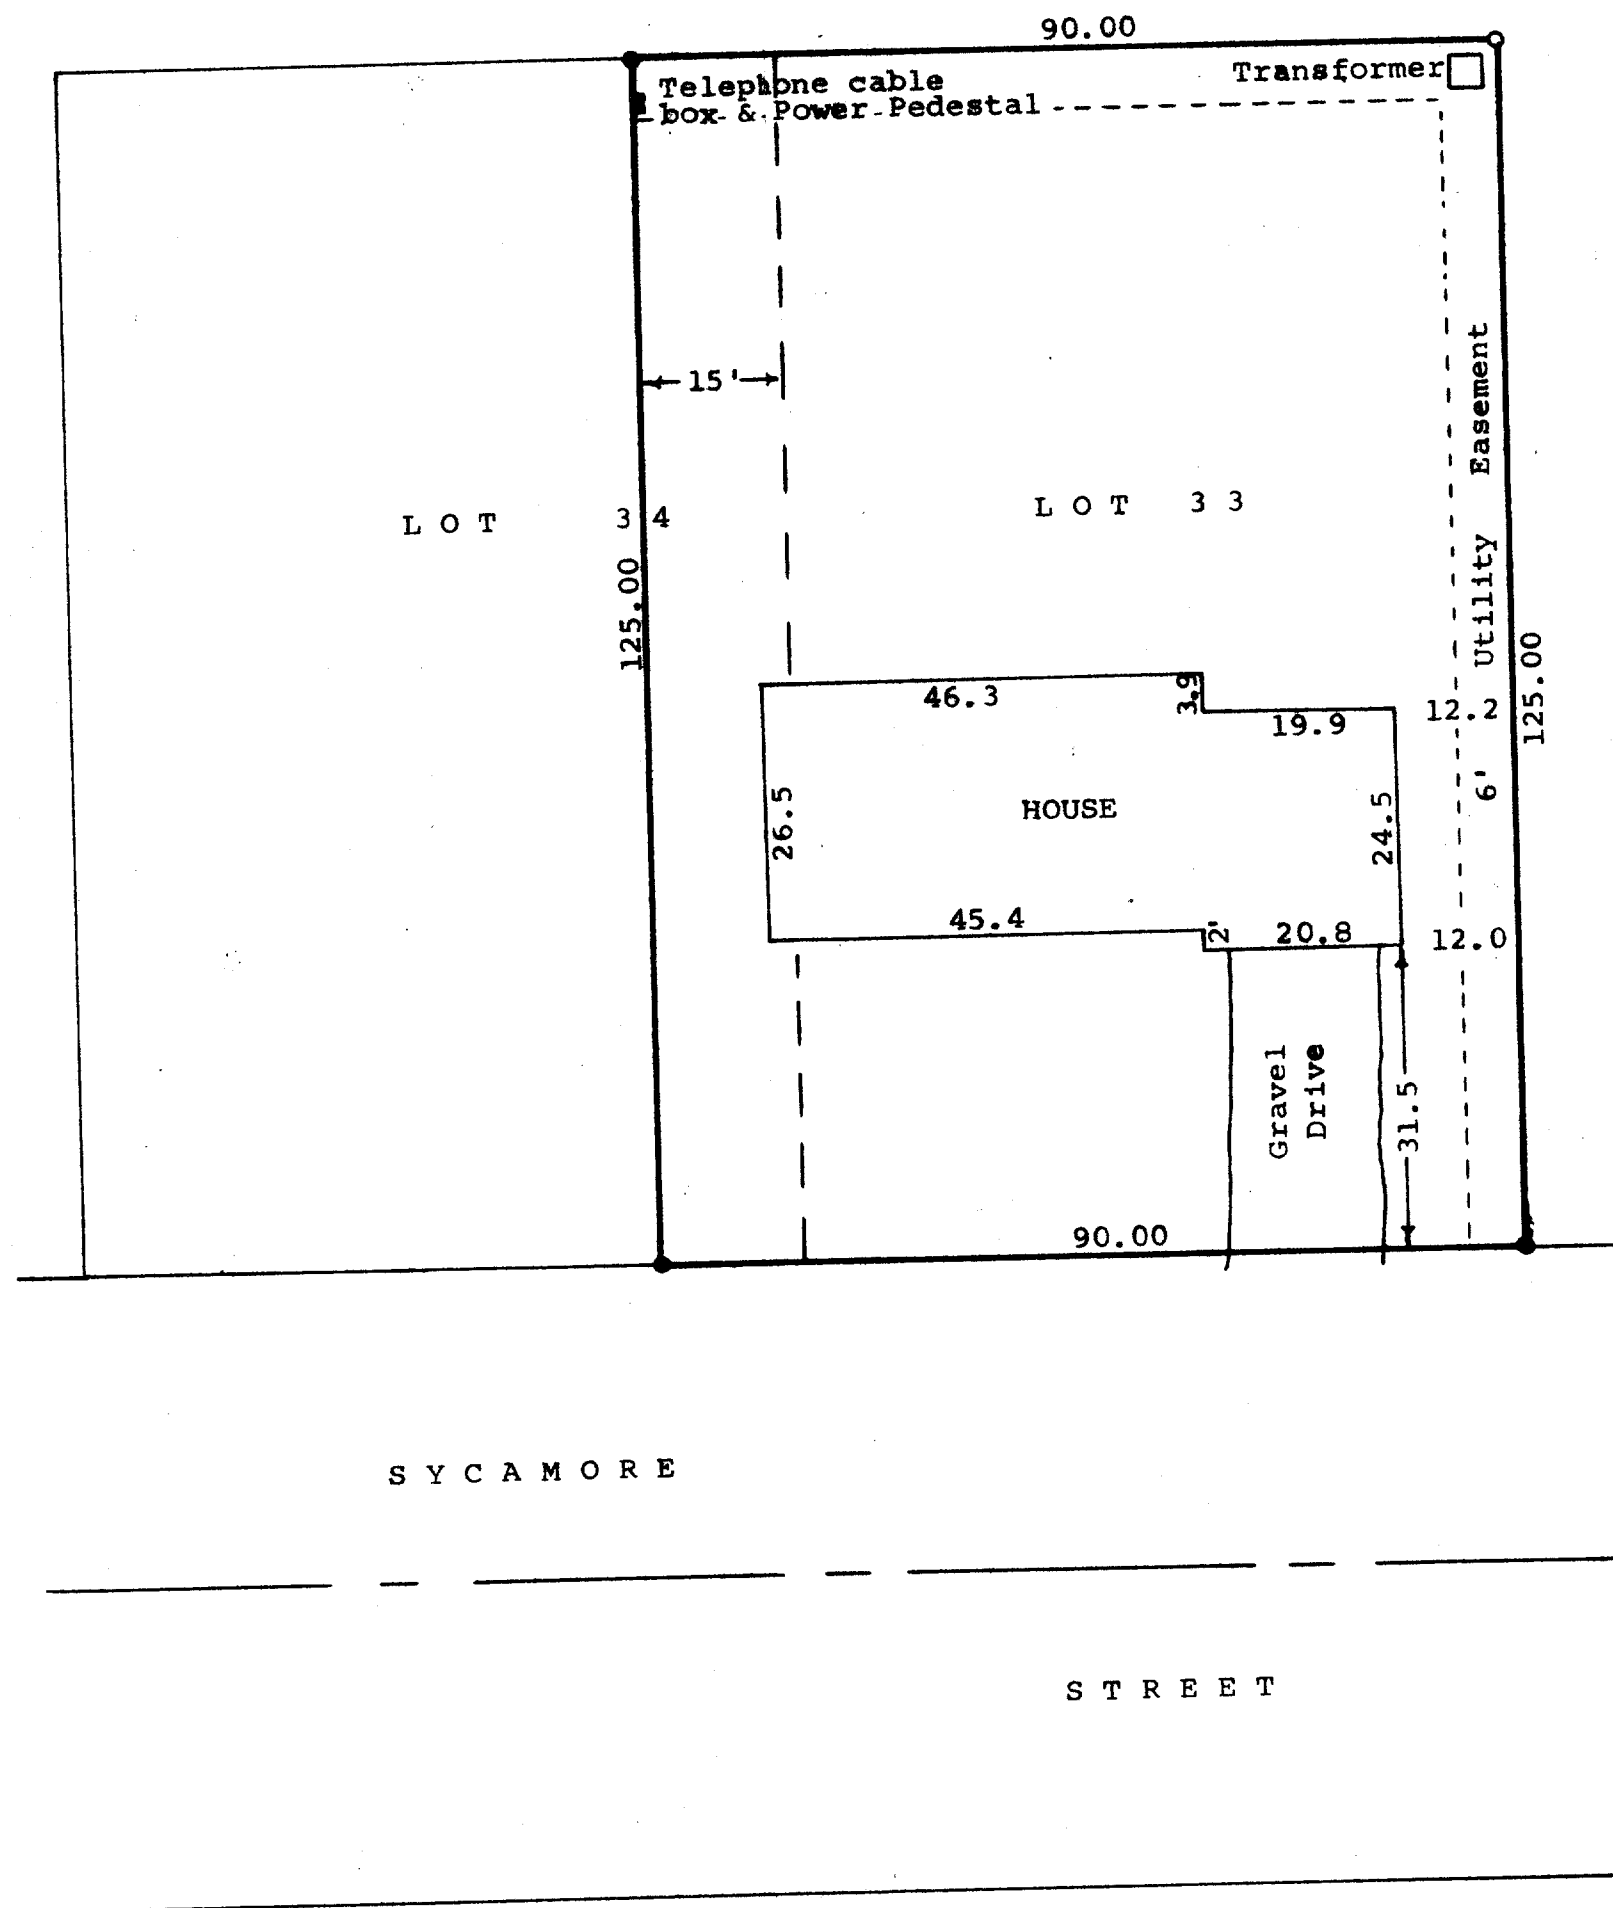 90.00
Transformer
Telephone cable
box & Power Pedestal
15'
LOT 34
LOT 33
125.00
6' Utility Easement
125.00
46.3
3.9
19.9
12.2
26.5
HOUSE
24.5
45.4
2'
20.8
12.0
Gravel
Drive
31.5
90.00
SYCAMORE
STREET